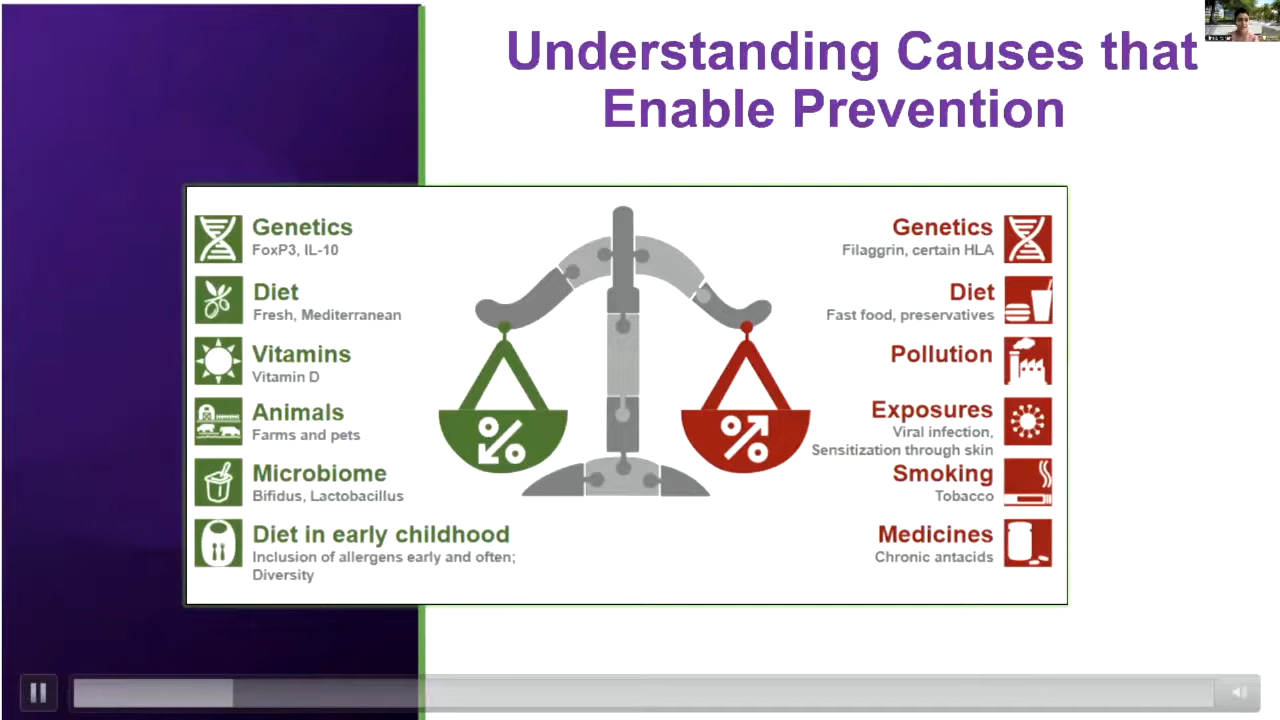 Understanding Causes that
Enable Prevention
Genetics
FoxP3, IL-10
Diet
Fresh, Mediterranean
Vitamins
Vitamin D
Animals
Farms and pets
Microbiome
Bifidus, Lactobacillus
Diet in early childhood
Inclusion of allergens early and often;
Diversity
Genetics
Filaggrin, certain HLA
Diet
Fast food, preservatives
Pollution
Exposures
Viral infection,
Sensitization through skin
Smoking
Tobacco
Medicines
Chronic antacids